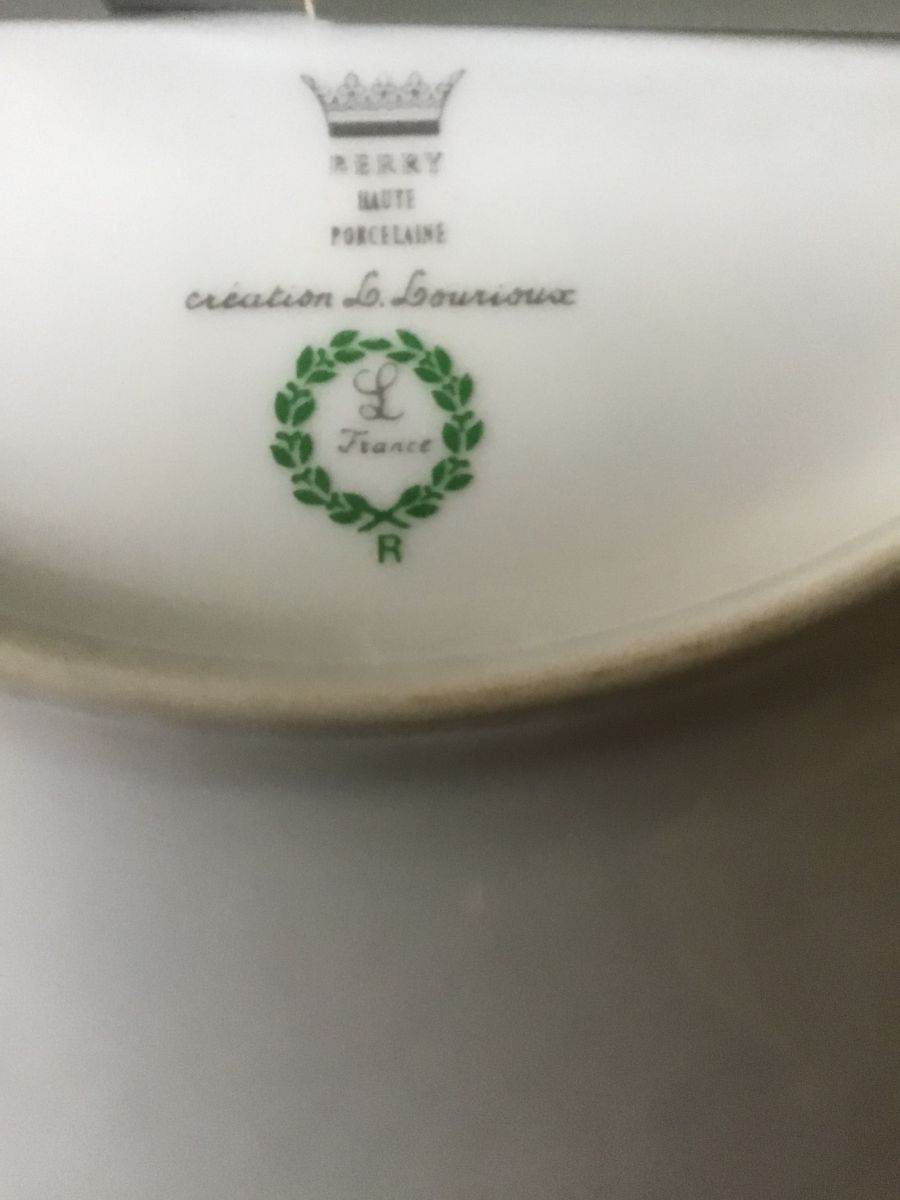 BERRY
HAUTE
PORCELAINE
création L. Lourioux
L
France
R